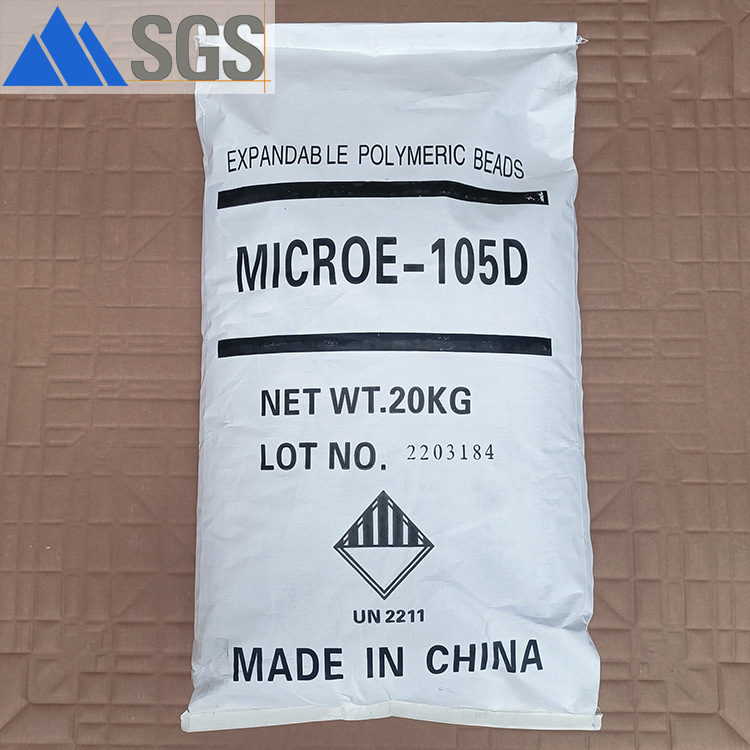 SGS
EXPANDABLE POLYMERIC BEADS
MICROE-105D
NET WT.20KG
LOT NO. 2203184
UN 2211
MADE IN CHINA